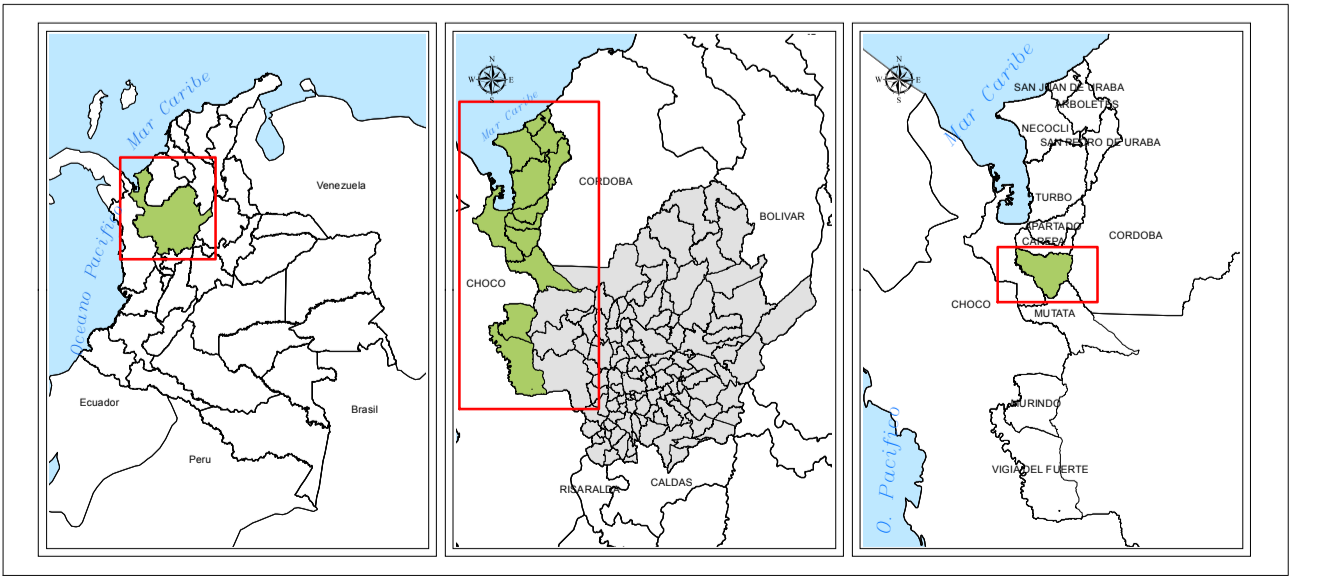 Mar Caribe
Venezuela
Oceano Pacifico
Ecuador
Peru
Brasil
N
W
E
S
Mar Caribe
CORDOBA
BOLIVAR
CHOCO
RISARALDA
CALDAS
N
W
E
S
Mar Caribe
SAN JUAN DE URABA
ARBOLETES
NECOCLI
SAN PEDRO DE URABA
TURBO
APARTADO
CAREPA
CORDOBA
CHOCO
MUTATA
MURINDO
O. Pacifico
VIGIA DEL FUERTE